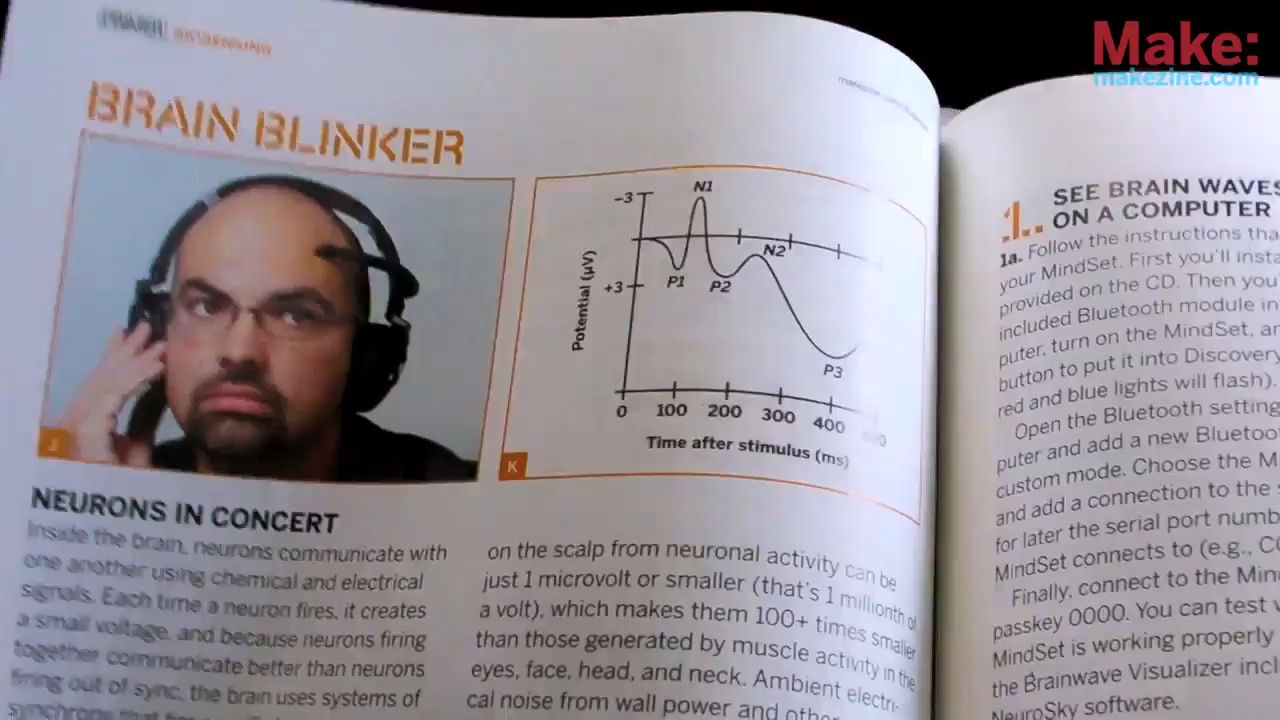 Make:
makezine.com
BIOSENSING
BRAIN BLINKER
J
N1
-3
N2
P1
P2
+3
Potential (µV)
P3
0 100 200 300 400
Time after stimulus (ms)
K
NEURONS IN CONCERT
Inside the brain, neurons communicate with
one another using chemical and electrical
signals. Each time a neuron fires, it creates
a small voltage, and because neurons firing
together communicate better than neurons
firing out of sync, the brain uses systems of
on the scalp from neuronal activity can be
just 1 microvolt or smaller (that's 1 millionth of
a volt), which makes them 100+ times smaller
than those generated by muscle activity in the
eyes, face, head, and neck. Ambient electri-
cal noise from wall power and other
1. SEE BRAIN WAVES
ON A COMPUTER
1a. Follow the instructions tha
your MindSet. First you'll insta
provided on the CD. Then you
included Bluetooth module in
puter, turn on the MindSet, an
button to put it into Discovery
red and blue lights will flash).
Open the Bluetooth setting
puter and add a new Bluetoo
custom mode. Choose the M
and add a connection to the s
for later the serial port numb
MindSet connects to (e.g., CO
Finally, connect to the Mind
passkey 0000. You can test
MindSet is working properly
the Brainwave Visualizer incl
NeuroSky software.